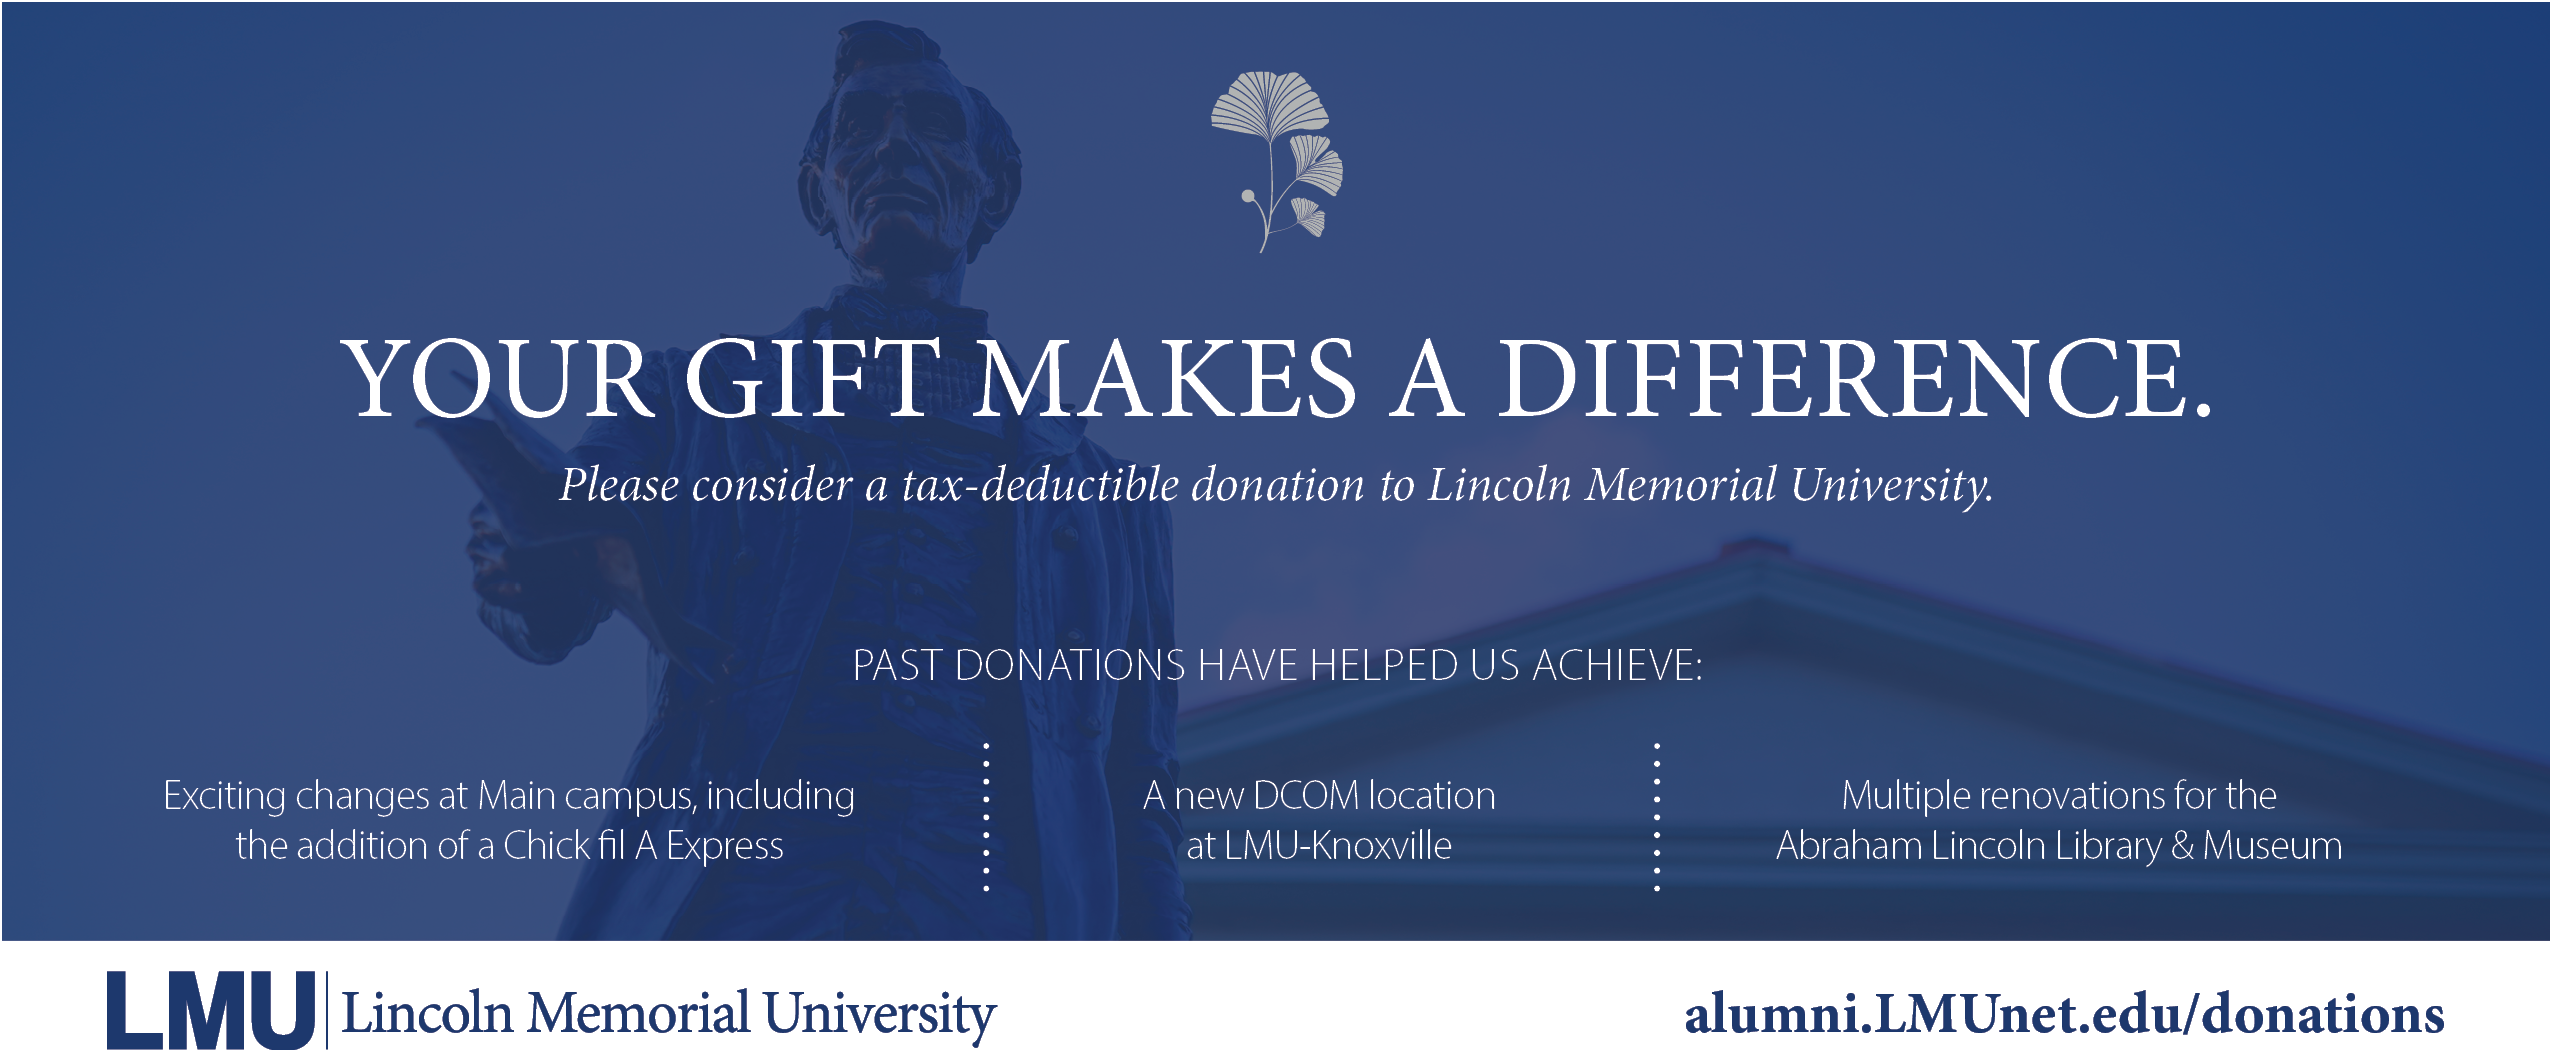 YOUR GIFT MAKES A DIFFERENCE.
Please consider a tax-deductible donation to Lincoln Memorial University.
PAST DONATIONS HAVE HELPED US ACHIEVE:
Exciting changes at Main campus, including
the addition of a Chick fil A Express
A new DCOM location
at LMU-Knoxville
Multiple renovations for the
Abraham Lincoln Library & Museum
LMU Lincoln Memorial University
alumni.LMUnet.edu/donations